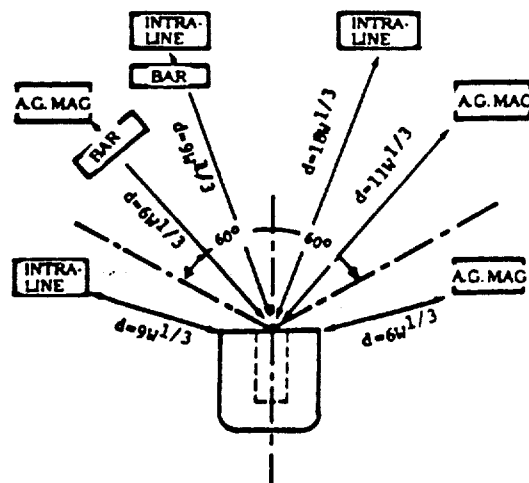 INTRA-
LINE
BAR
A.G. MAG
BAR
d=6W1/3
d=9W1/3
INTRA-
LINE
d=18W1/3
d=11W1/3
A.G. MAG
60°
60°
INTRA-
LINE
d=9W1/3
A.G. MAG
d=6W1/3